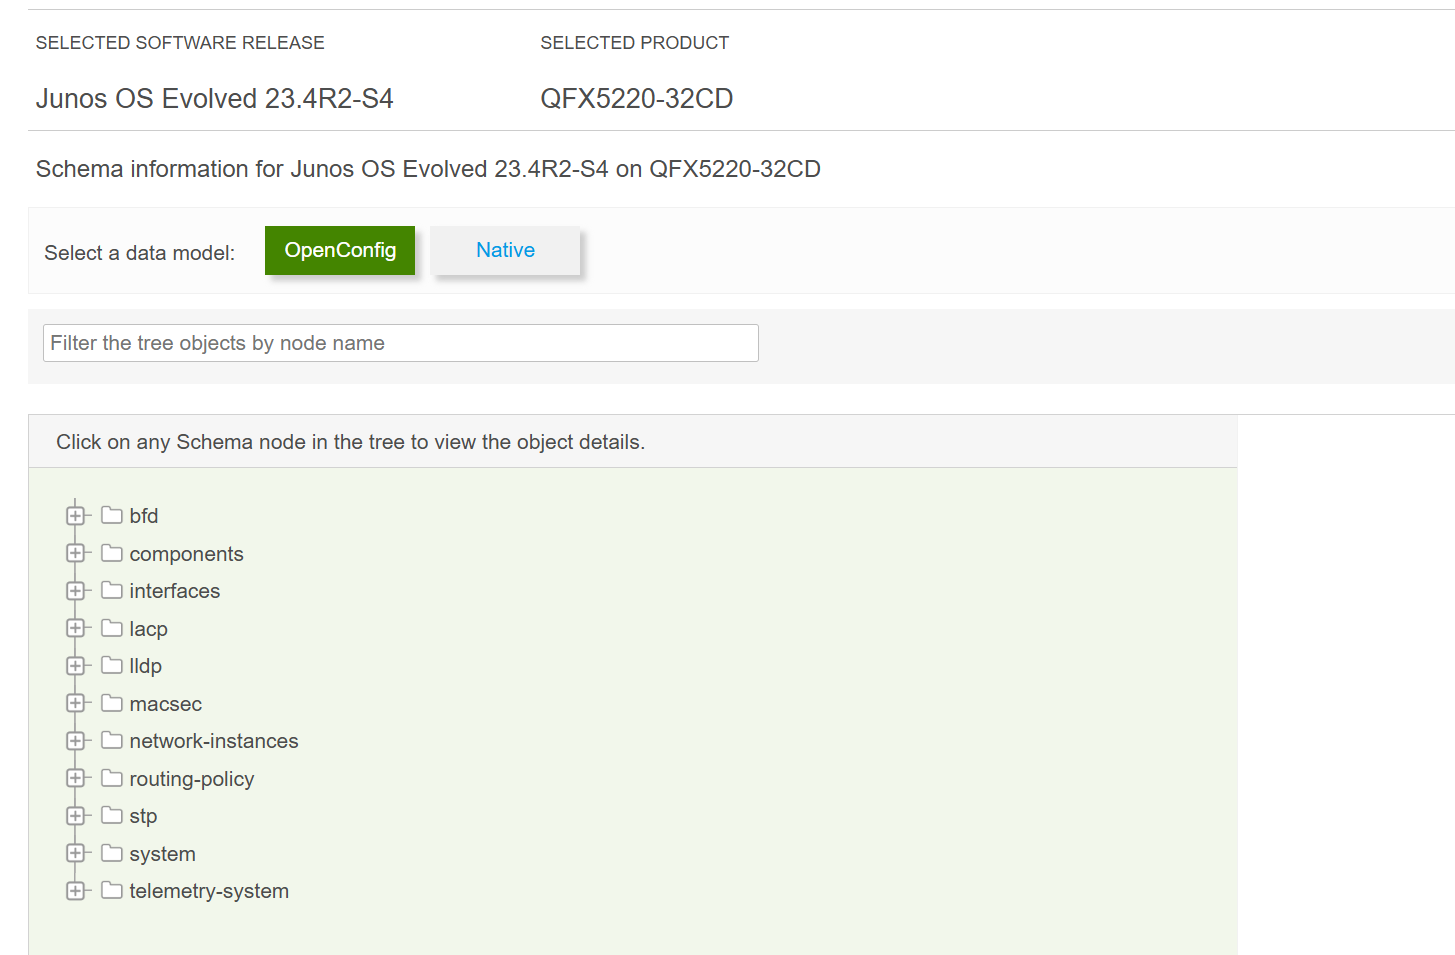 SELECTED SOFTWARE RELEASE
SELECTED PRODUCT
Junos OS Evolved 23.4R2-S4
QFX5220-32CD
Schema information for Junos OS Evolved 23.4R2-S4 on QFX5220-32CD
Select a data model:
OpenConfig
Native
Filter the tree objects by node name
Click on any Schema node in the tree to view the object details.
bfd
components
interfaces
lacp
lldp
macsec
network-instances
routing-policy
stp
system
telemetry-system